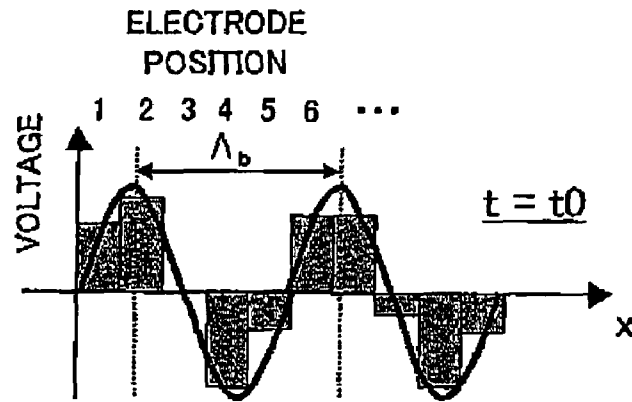 ELECTRODE
POSITION
1 2 3 4 5 6 ...
Λb
VOLTAGE
t = t0
x